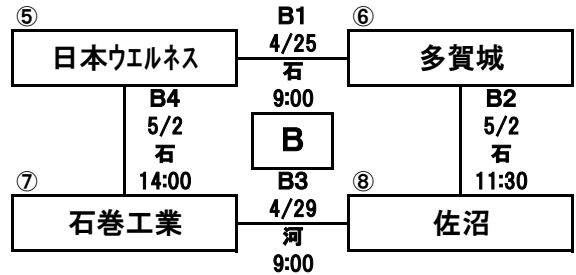 ⑤
B1
⑥
日本ウエルネス
4/25
多賀城
石
9:00
B4
B2
5/2
5/2
石
B
石
14:00
11:30
⑦
B3
⑧
石巻工業
4/29
佐沼
河
9:00